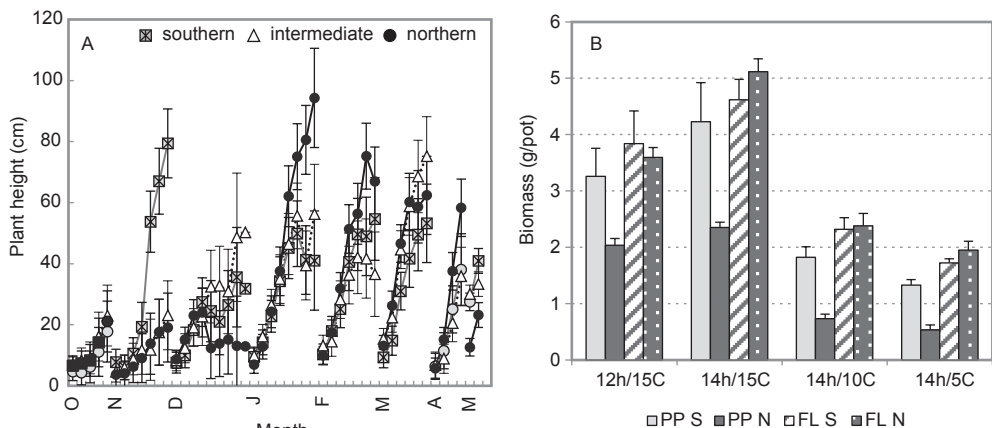 A
southern intermediate northern
Plant height (cm)
120
100
80
60
40
20
0
O N D J F M A M
Month
B
Biomass (g/pot)
6
5
4
3
2
1
0
12h/15C 14h/15C 14h/10C 14h/5C
PP S PP N FL S FL N